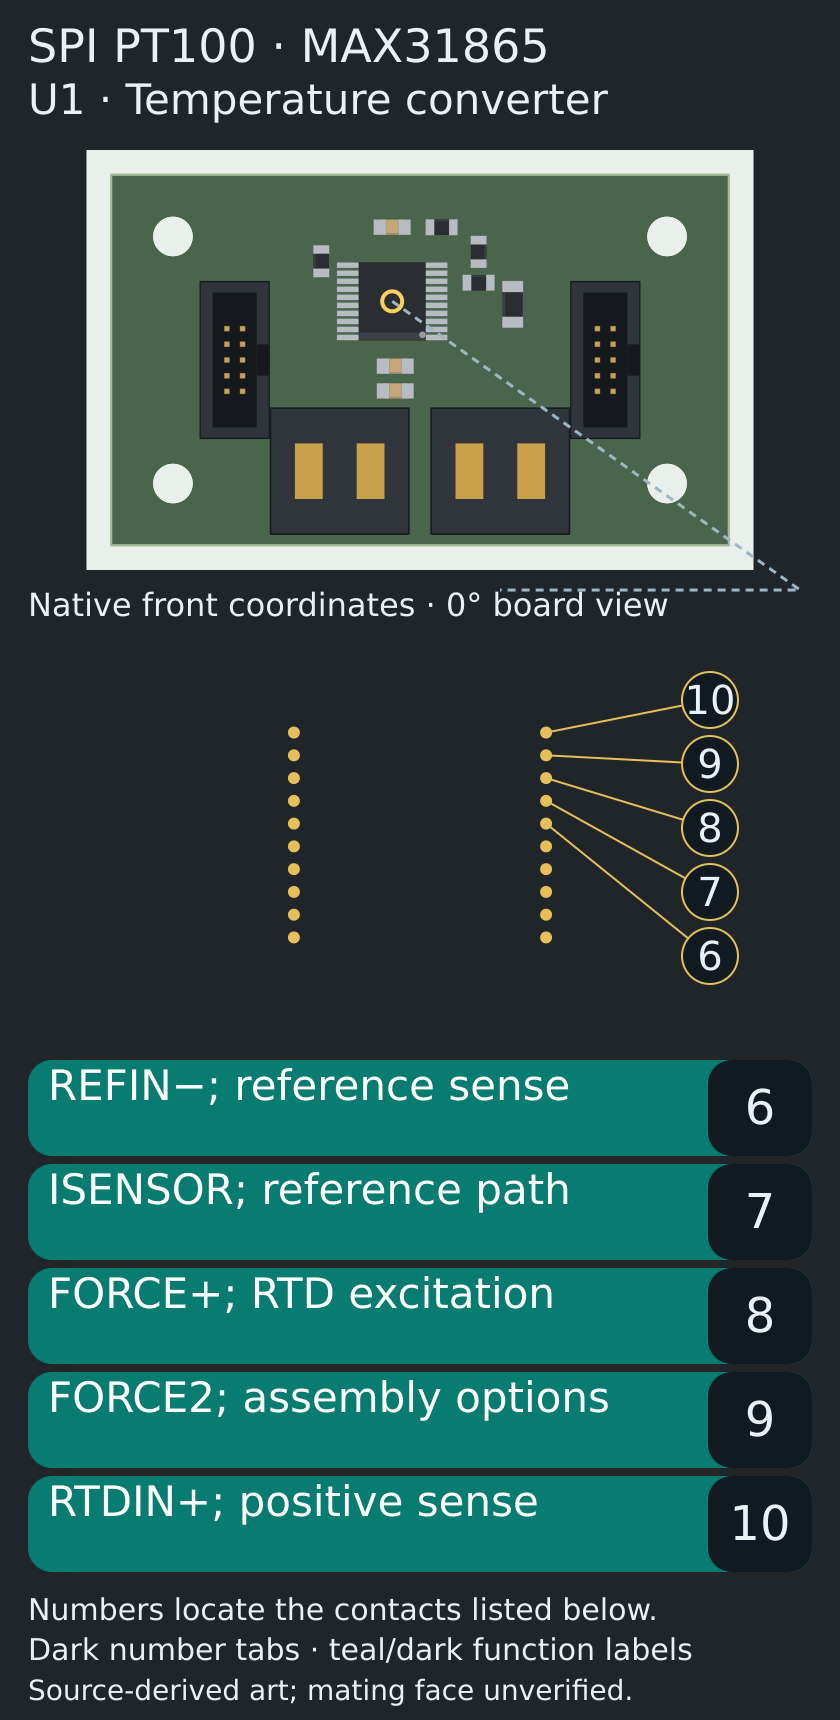 SPI PT100 · MAX31865
U1 · Temperature converter
Native front coordinates · 0° board view
10
9
8
7
6
REFIN−; reference sense 6
ISENSOR; reference path 7
FORCE+; RTD excitation 8
FORCE2; assembly options 9
RTDIN+; positive sense 10
Numbers locate the contacts listed below.
Dark number tabs · teal/dark function labels
Source-derived art; mating face unverified.